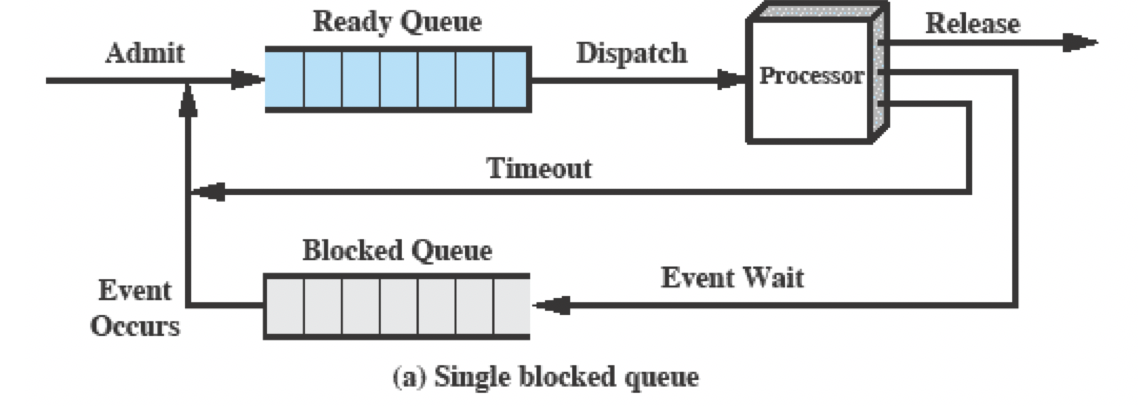 Ready Queue
Release
Admit
Dispatch
Processor
Timeout
Blocked Queue
Event Wait
Event
Occurs
(a) Single blocked queue